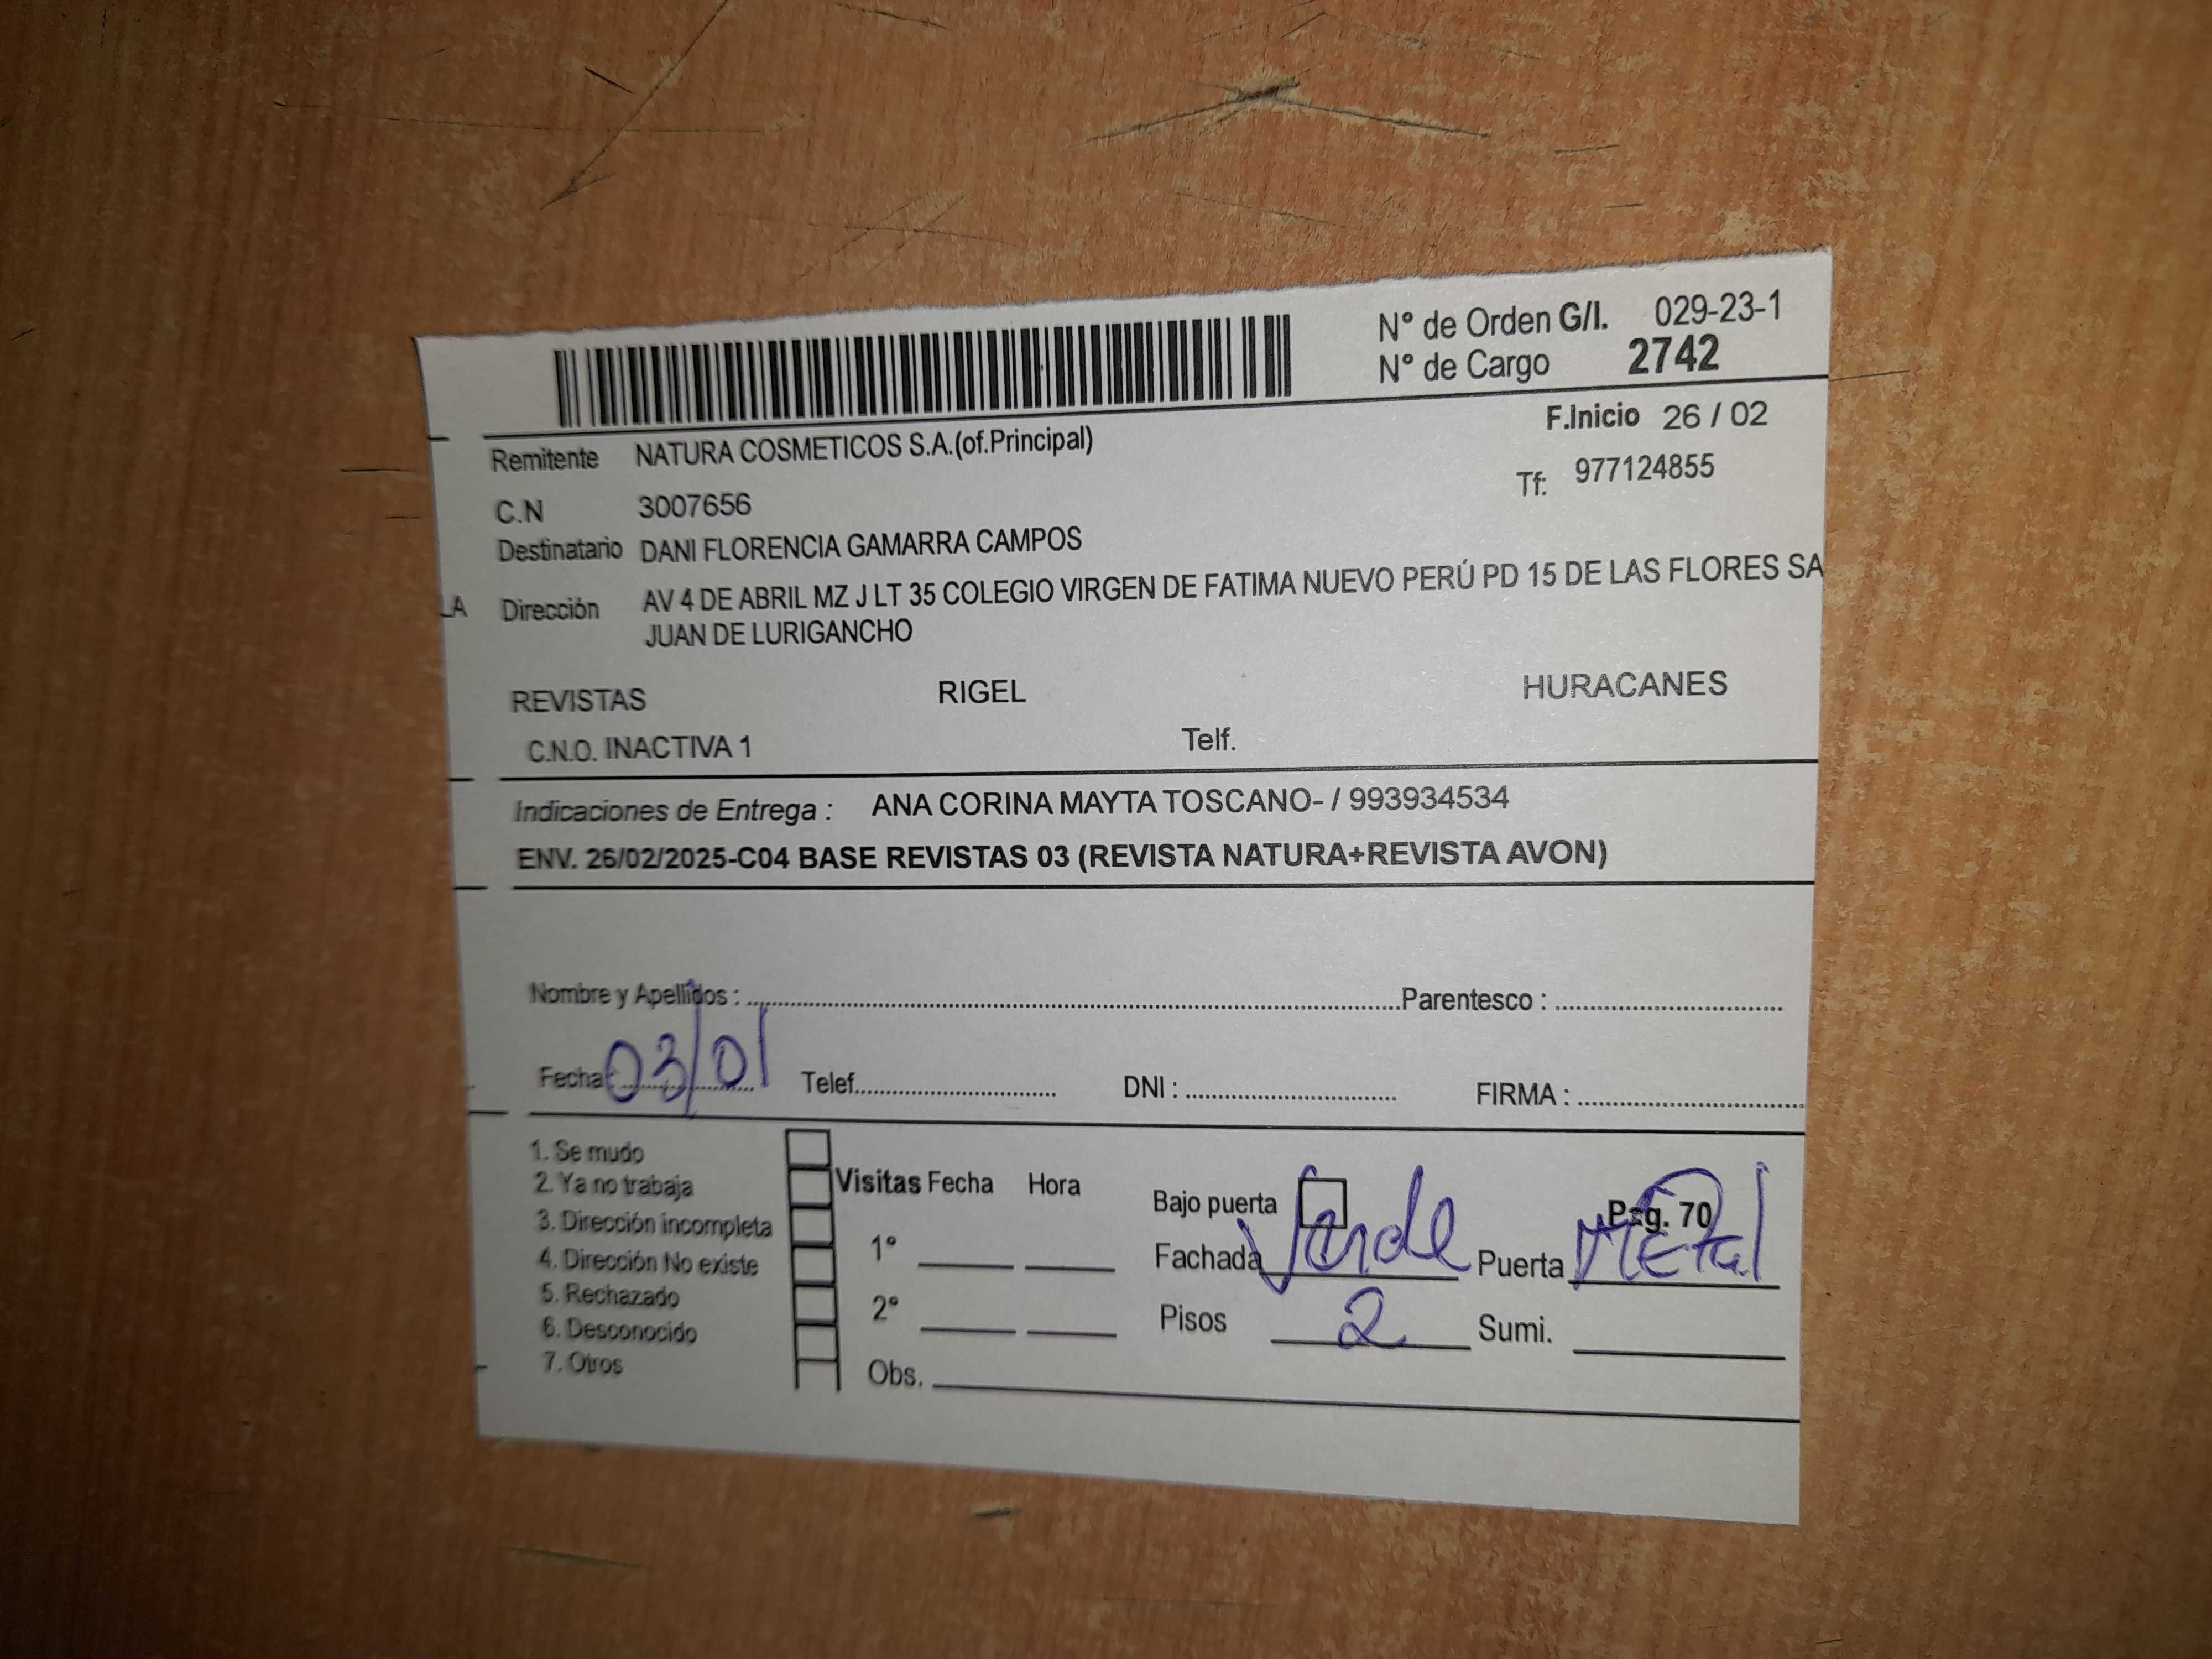 N° de Orden G/I. 029-23-1
N° de Cargo 2742
F.Inicio 26 / 02
Remitente NATURA COSMETICOS S.A.(of.Principal)
Tf: 977124855
C.N 3007656
Destinatario DANI FLORENCIA GAMARRA CAMPOS
LA Dirección AV 4 DE ABRIL MZ J LT 35 COLEGIO VIRGEN DE FATIMA NUEVO PERÚ PD 15 DE LAS FLORES SA
JUAN DE LURIGANCHO
REVISTAS RIGEL HURACANES
C.N.O. INACTIVA 1 Telf.
Indicaciones de Entrega : ANA CORINA MAYTA TOSCANO- / 993934534
ENV. 26/02/2025-C04 BASE REVISTAS 03 (REVISTA NATURA+REVISTA AVON)
Nombre y Apellidos : Parentesco :
Fecha: 03/01 Telef. DNI : FIRMA :
1. Se mudo
2. Ya no trabaja
3. Dirección incompleta
4. Dirección No existe
5. Rechazado
6. Desconocido
7. Otros
Visitas Fecha Hora
1°
2°
Obs.
Bajo puerta Pag. 70
Fachada Verde Puerta Metal
Pisos 2 Sumi.